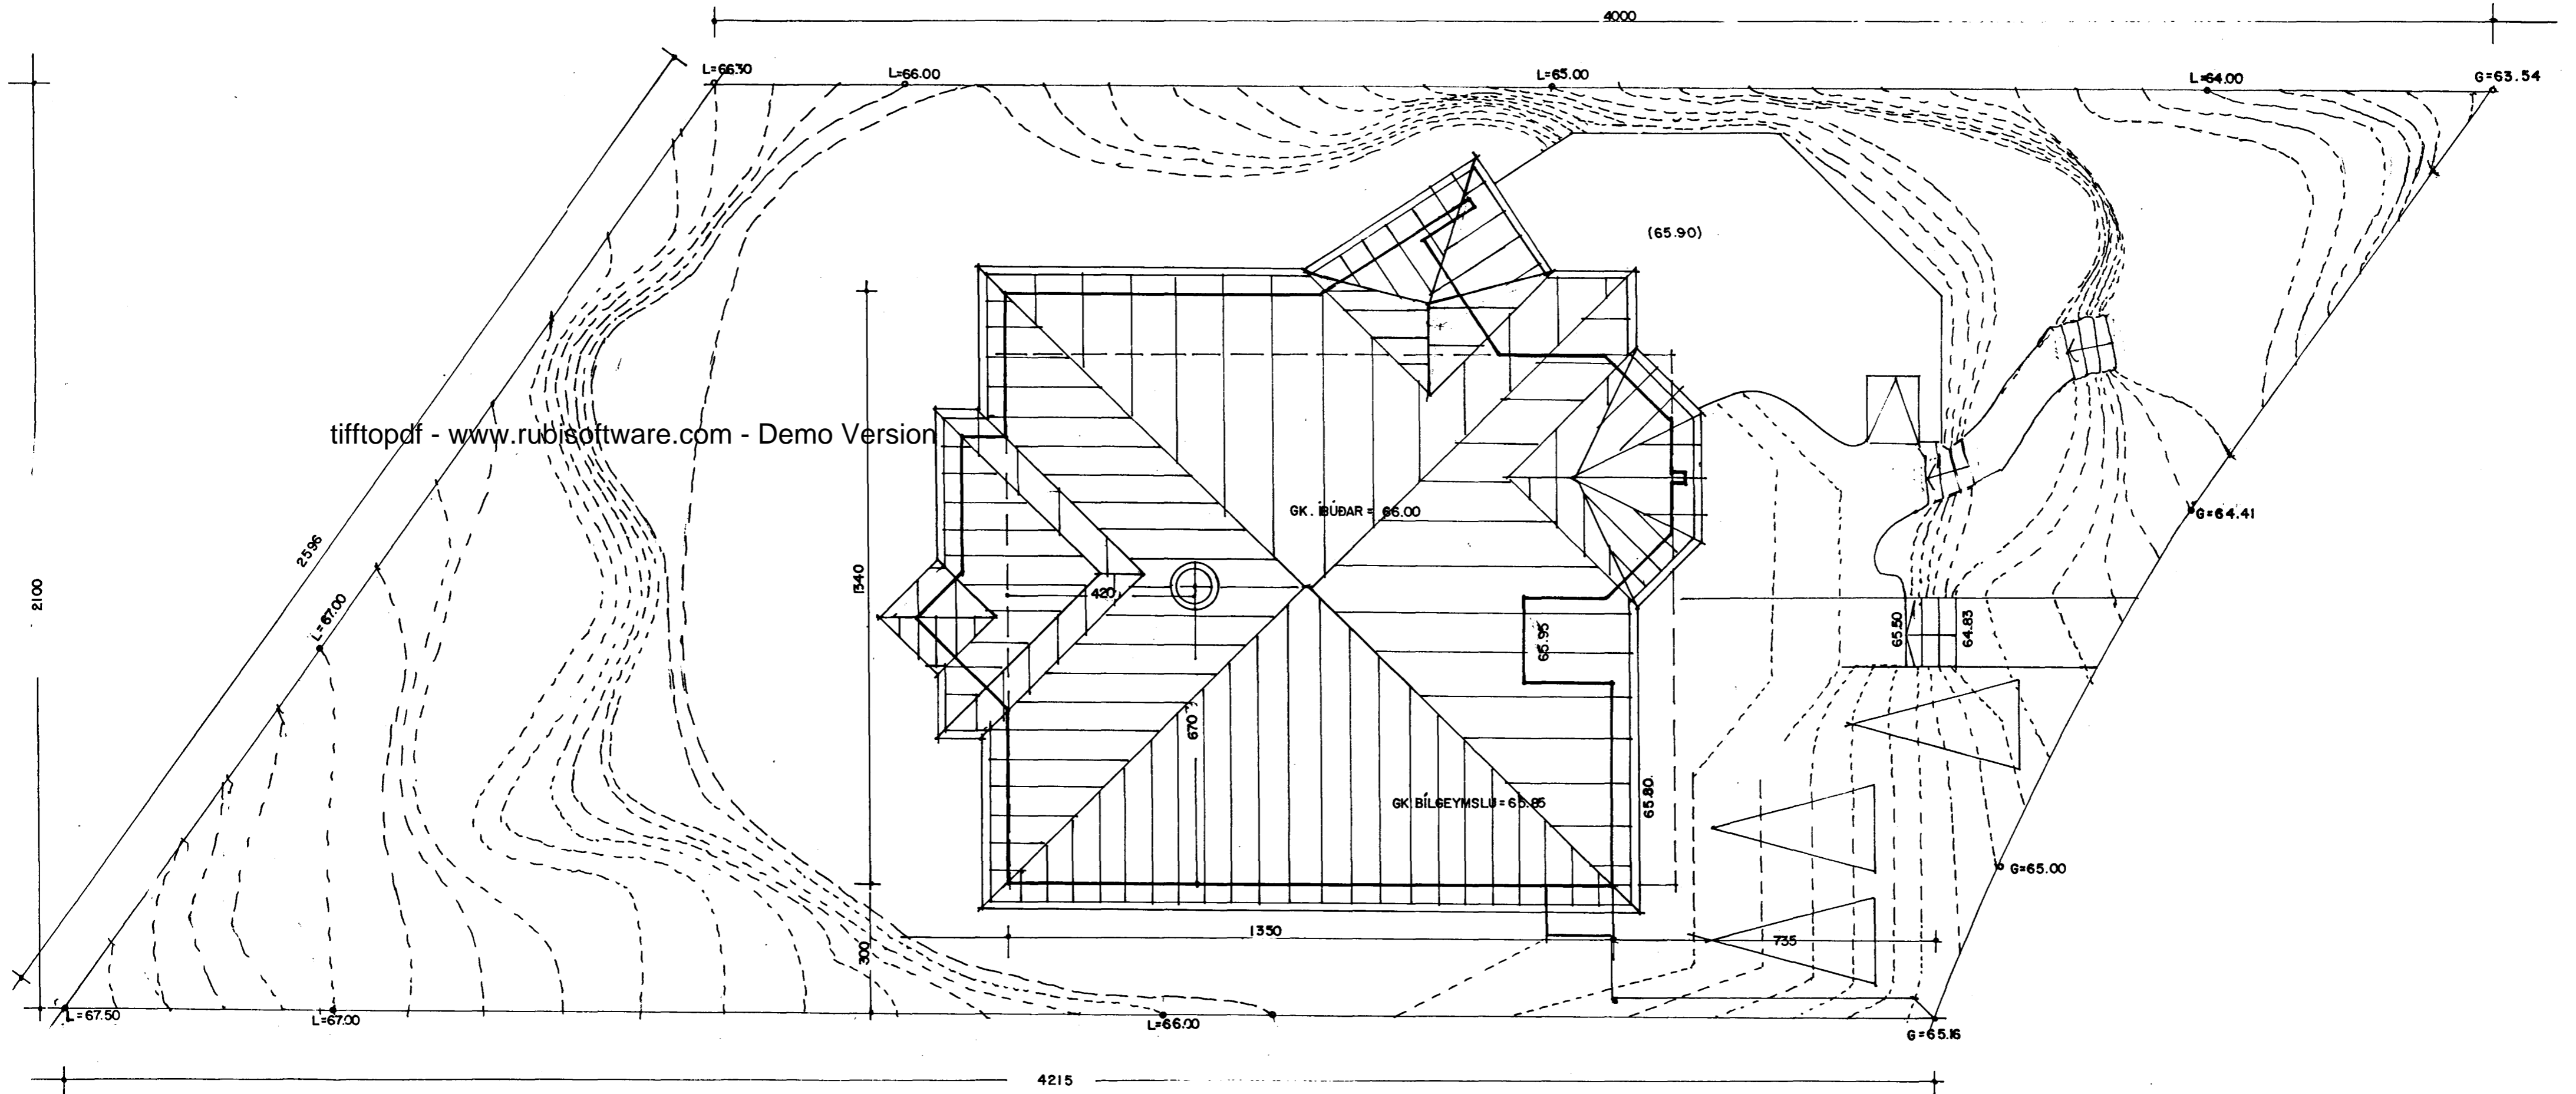 4000
L=66.30
L=66.00
L=65.00
L=64.00
G=63.54
(65.90)
tifftopdf - www.rubisoftware.com - Demo Version
GK. ÍBÚÐAR = 66.00
G=64.41
2596
2100
1340
L=67.00
420
65.95
65.50
64.83
670
GK. BÍLGEYMSLU = 65.85
65.80
G=65.00
1350
735
300
L=67.50
L=67.00
L=66.00
G=65.16
4215